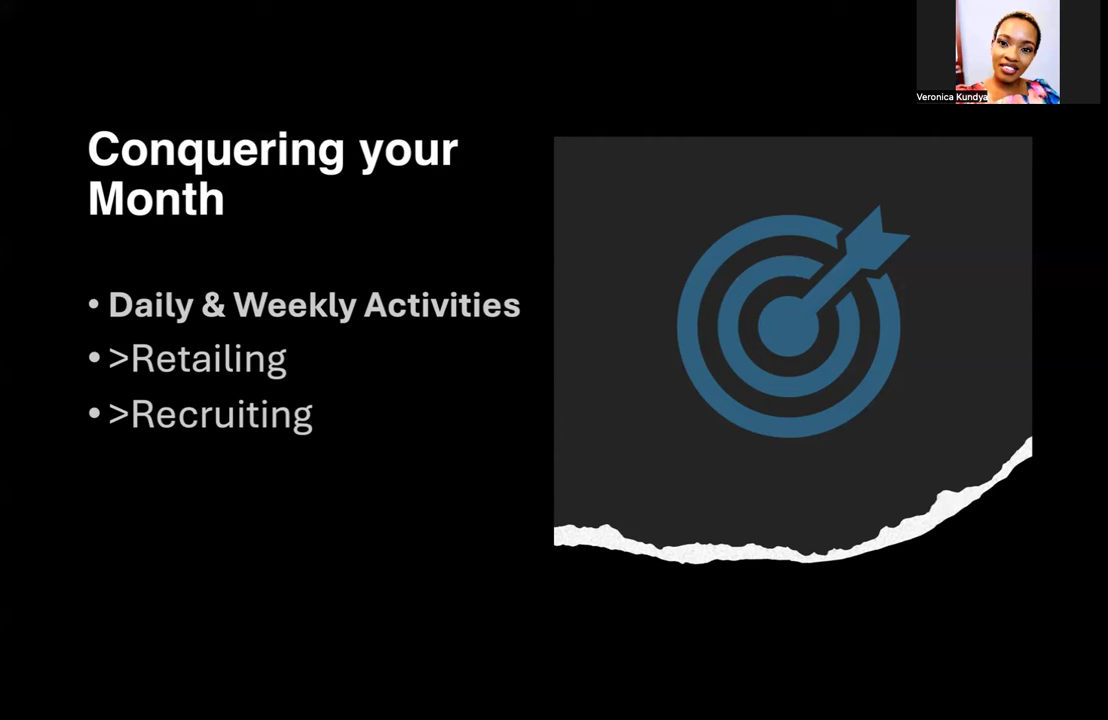 Veronica Kundya
Conquering your
Month
• Daily & Weekly Activities
• >Retailing
• >Recruiting